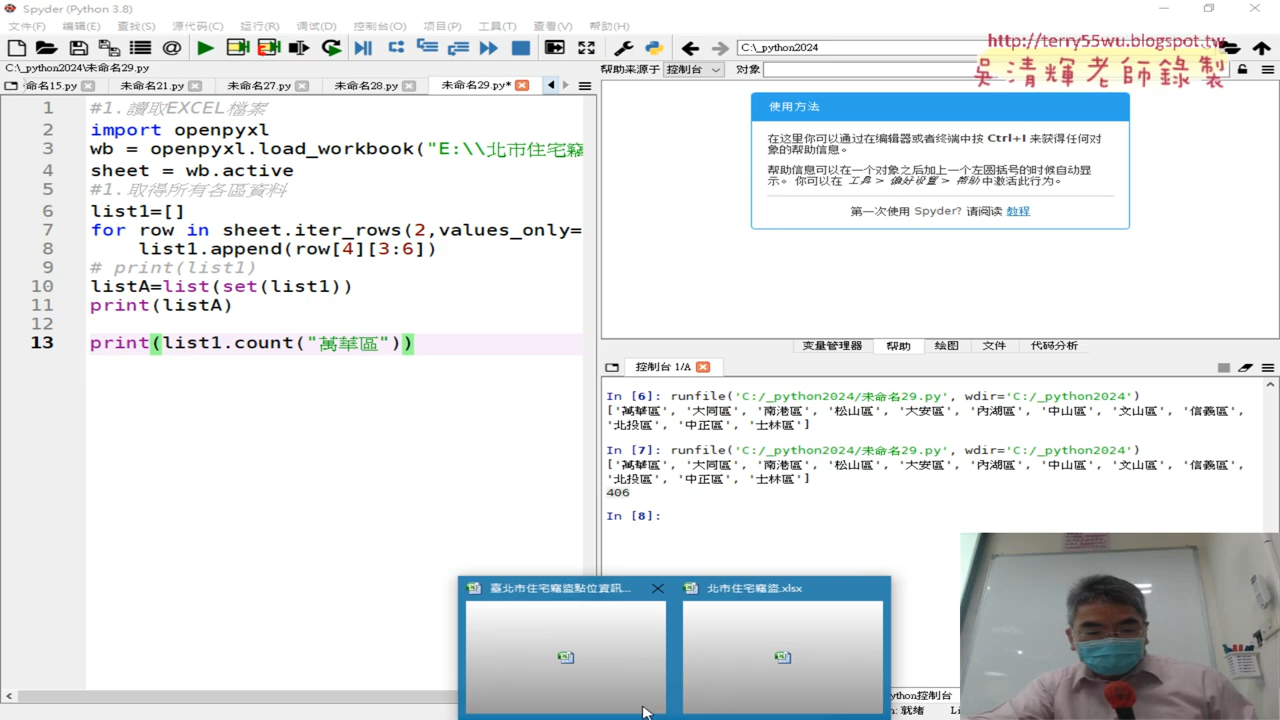 Spyder (Python 3.8)
文件(F) 编辑(E) 查找(S) 源代码(C) 运行(R) 调试(D) 控制台(O) 项目(P) 工具(T) 查看(V) 帮助(H)
C:\_python2024
http://terry55wu.blogspot.tw
吳清輝老師錄製
C:\_python2024\未命名29.py
帮助来源于 控制台 对象
命名15.py 未命名21.py 未命名27.py 未命名28.py 未命名29.py*
1 #1.讀取EXCEL檔案
2 import openpyxl
3 wb = openpyxl.load_workbook("E:\\北市住宅竊
4 sheet = wb.active
5 #1.取得所有各區資料
6 list1=[]
7 for row in sheet.iter_rows(2,values_only=
8 list1.append(row[4][3:6])
9 # print(list1)
10 listA=list(set(list1))
11 print(listA)
12
13 print(list1.count("萬華區"))
使用方法
在这里你可以通过在编辑器或者终端中按 Ctrl+I 来获得任何对
象的帮助信息。
帮助信息可以在一个对象之后加上一个左圆括号的时候自动显
示。 你可以在 工具 > 偏好设置 > 帮助中激活此行为。
第一次使用 Spyder? 请阅读 教程
变量管理器 帮助 绘图 文件 代码分析
控制台 1/A
In [6]: runfile('C:/_python2024/未命名29.py', wdir='C:/_python2024')
['萬華區', '大同區', '南港區', '松山區', '大安區', '內湖區', '中山區', '文山區', '信義區',
'北投區', '中正區', '士林區']
In [7]: runfile('C:/_python2024/未命名29.py', wdir='C:/_python2024')
['萬華區', '大同區', '南港區', '松山區', '大安區', '內湖區', '中山區', '文山區', '信義區',
'北投區', '中正區', '士林區']
406
In [8]:
臺北市住宅竊盜點位資訊...
北市住宅竊盜.xlsx
ython控制台
n: 就绪